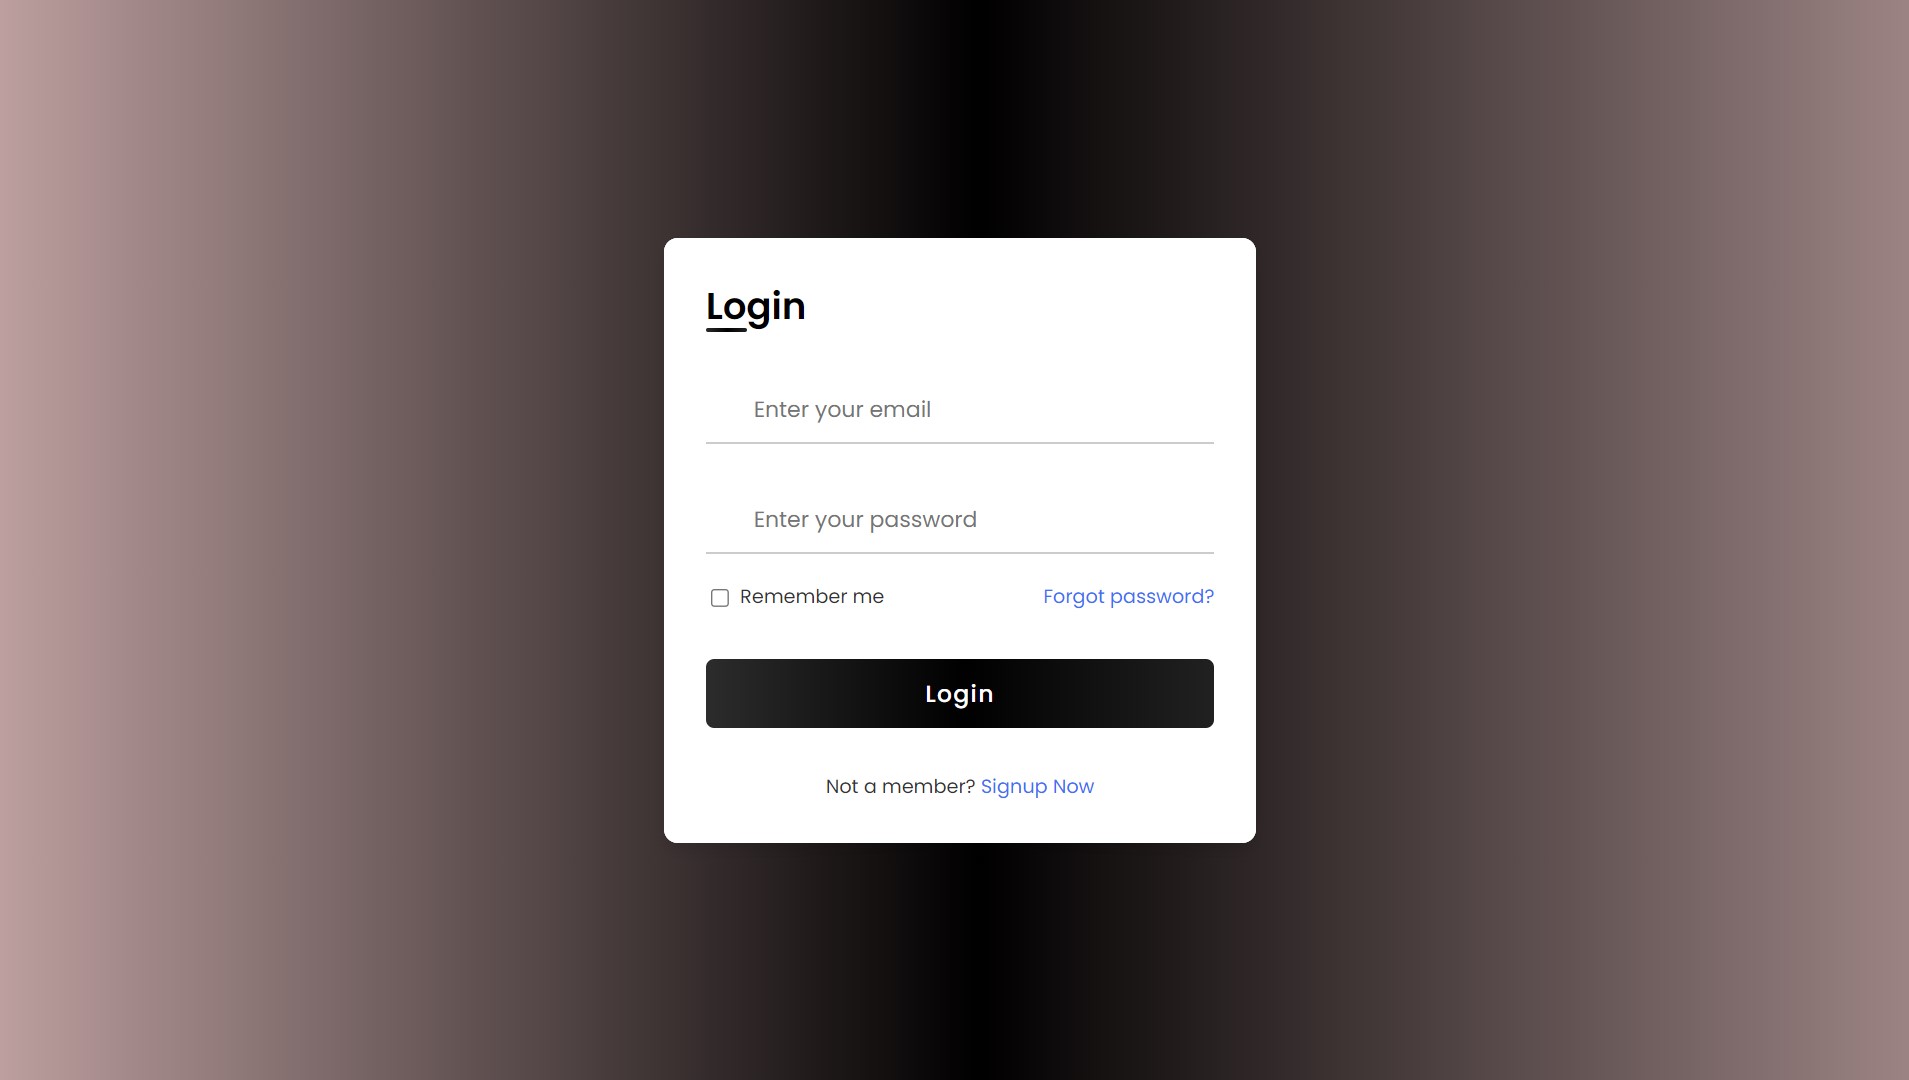 Login
Enter your email
Enter your password
Remember me Forgot password?
Login
Not a member? Signup Now